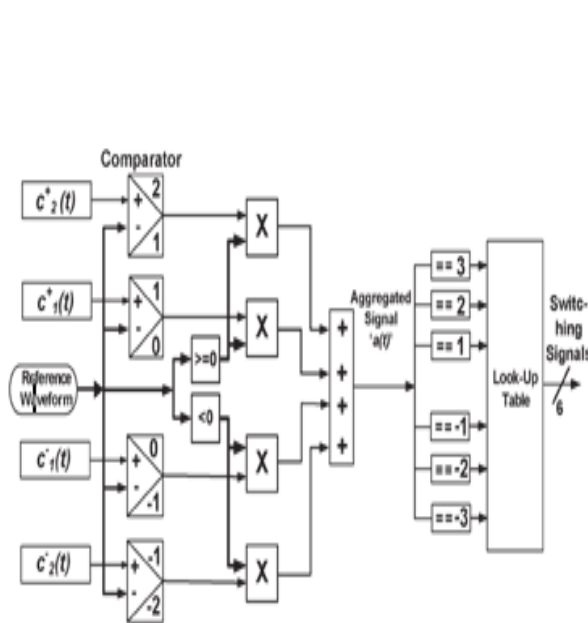 Comparator
c⁺₂(t)
+
-
2
1
X
c⁺₁(t)
+
-
1
0
X
Reference
Waveform
>=0
<0
c⁻₁(t)
+
-
0
-1
X
c⁻₂(t)
+
-
-1
-2
X
+
+
+
+
Aggregated
Signal
'a(t)'
== 3
== 2
== 1
==-1
==-2
==-3
Look-Up
Table
Switc-
hing
Signals
6